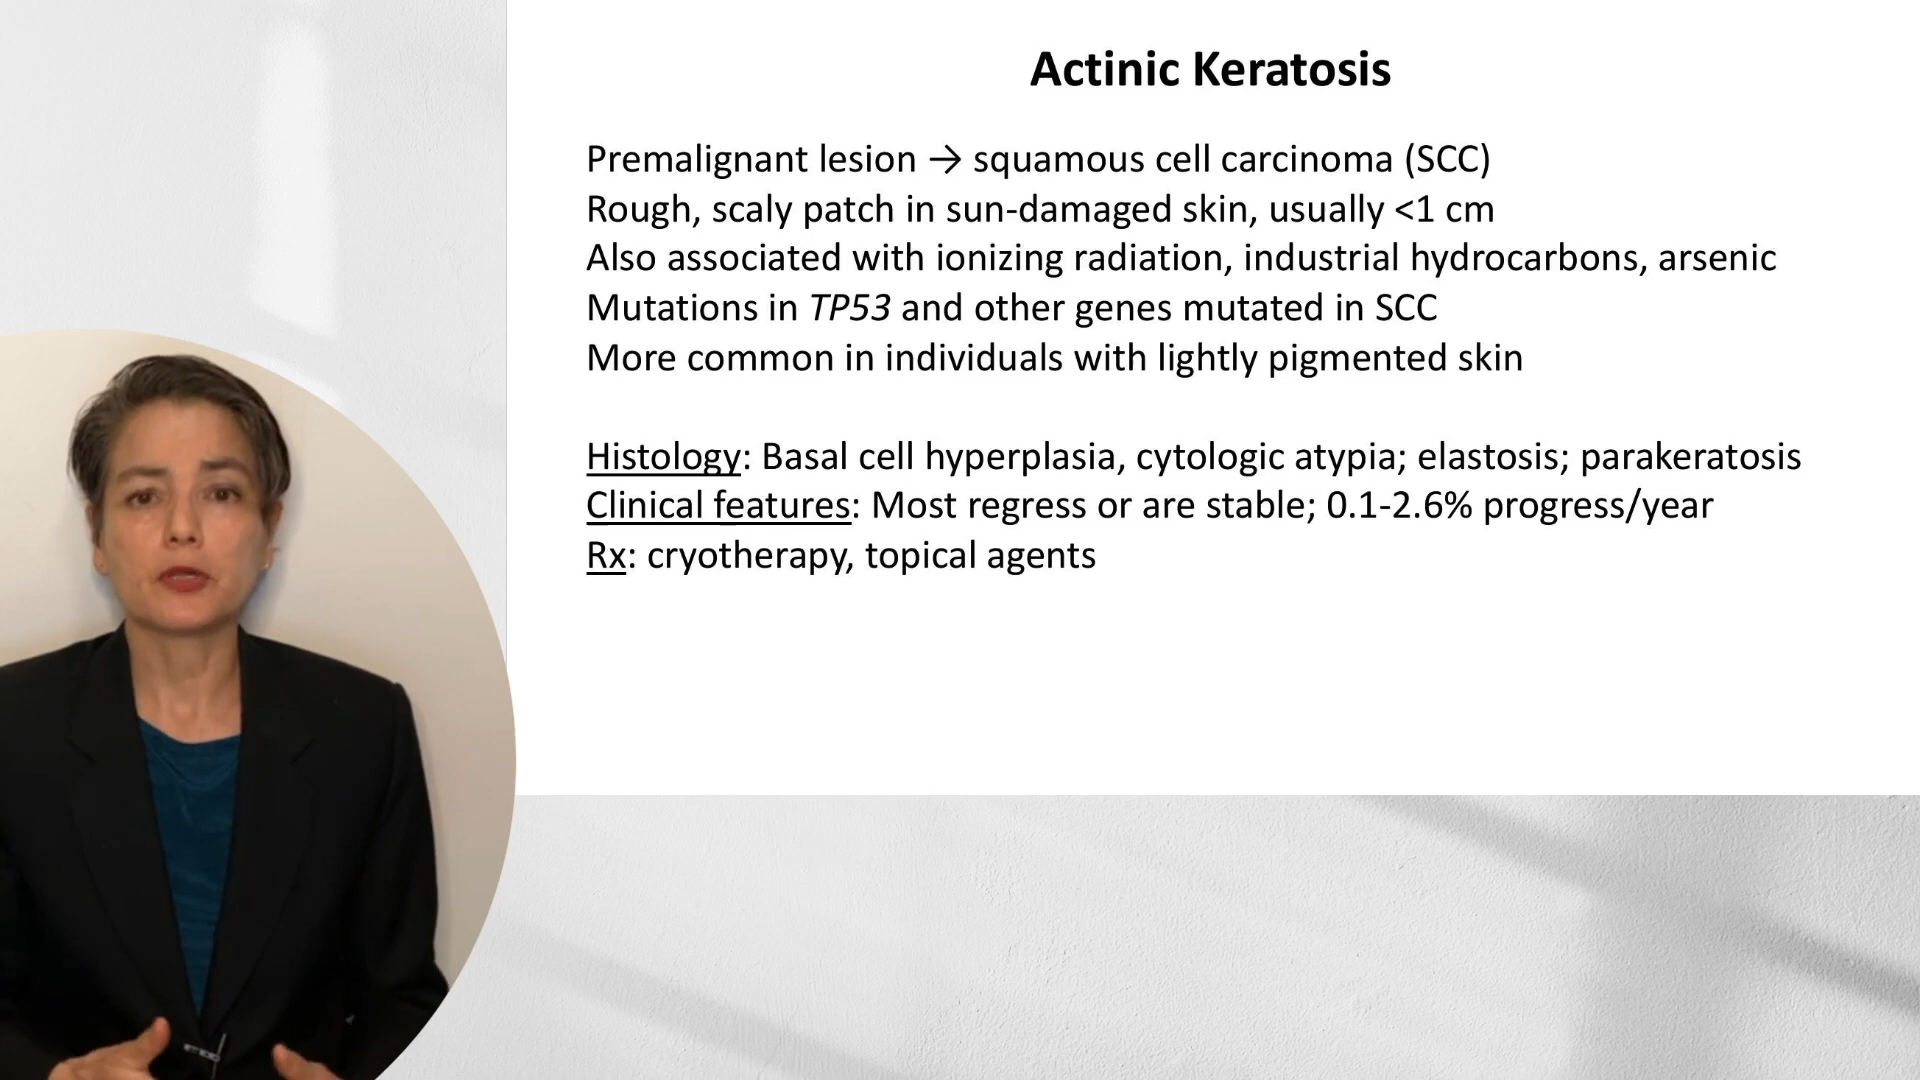 Actinic Keratosis
Premalignant lesion → squamous cell carcinoma (SCC)
Rough, scaly patch in sun-damaged skin, usually <1 cm
Also associated with ionizing radiation, industrial hydrocarbons, arsenic
Mutations in TP53 and other genes mutated in SCC
More common in individuals with lightly pigmented skin
Histology: Basal cell hyperplasia, cytologic atypia; elastosis; parakeratosis
Clinical features: Most regress or are stable; 0.1-2.6% progress/year
Rx: cryotherapy, topical agents